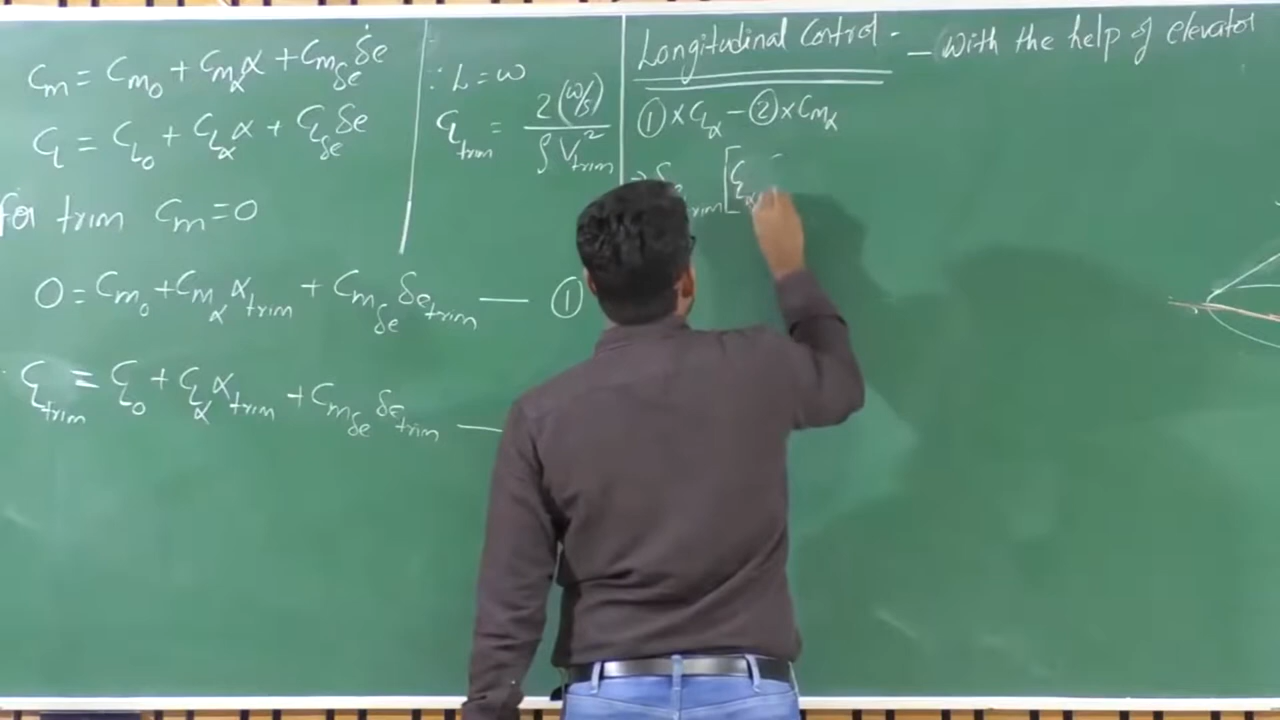 Cm = Cm₀ + Cmα α + Cmδe δe
CL = CL₀ + CLα α + CLδe δe
for trim Cm = 0
0 = Cm₀ + Cmα αtrim + Cmδe δetrim — ①
CLtrim = CL₀ + CLα αtrim + Cmδe δetrim —
∴ L = W
CLtrim = 2(W/S) / ρ V²trim
Longitudinal Control - — With the help of elevator
① × CLα - ② × Cmα
[CLα